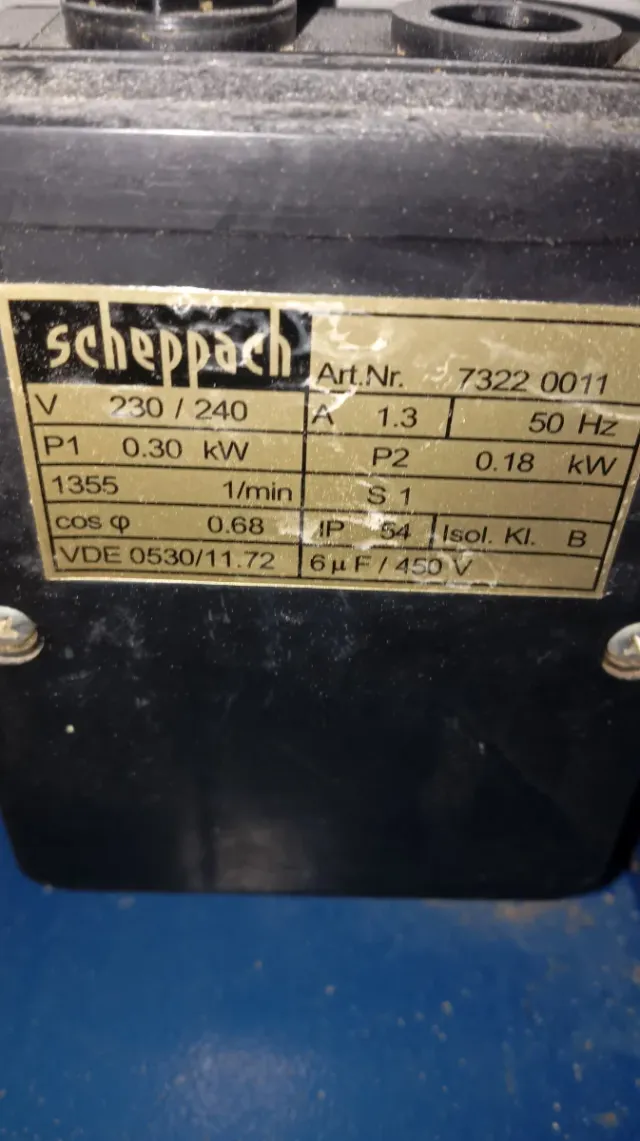 scheppach
Art.Nr. 7322 0011
V 230 / 240 A 1.3 50 Hz
P1 0.30 kW P2 0.18 kW
1355 1/min S 1
cos φ 0.68 IP 54 Isol. Kl. B
VDE 0530/11.72 6 µF / 450 V